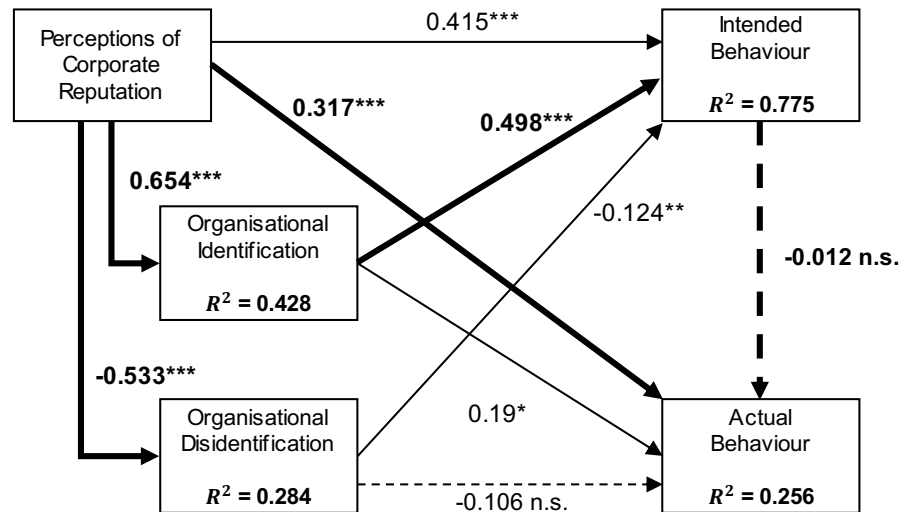 Perceptions of
Corporate
Reputation
0.415***
Intended
Behaviour
R² = 0.775
0.317***
0.498***
0.654***
-0.124**
Organisational
Identification
R² = 0.428
-0.012 n.s.
-0.533***
0.19*
Organisational
Disidentification
R² = 0.284
-0.106 n.s.
Actual
Behaviour
R² = 0.256